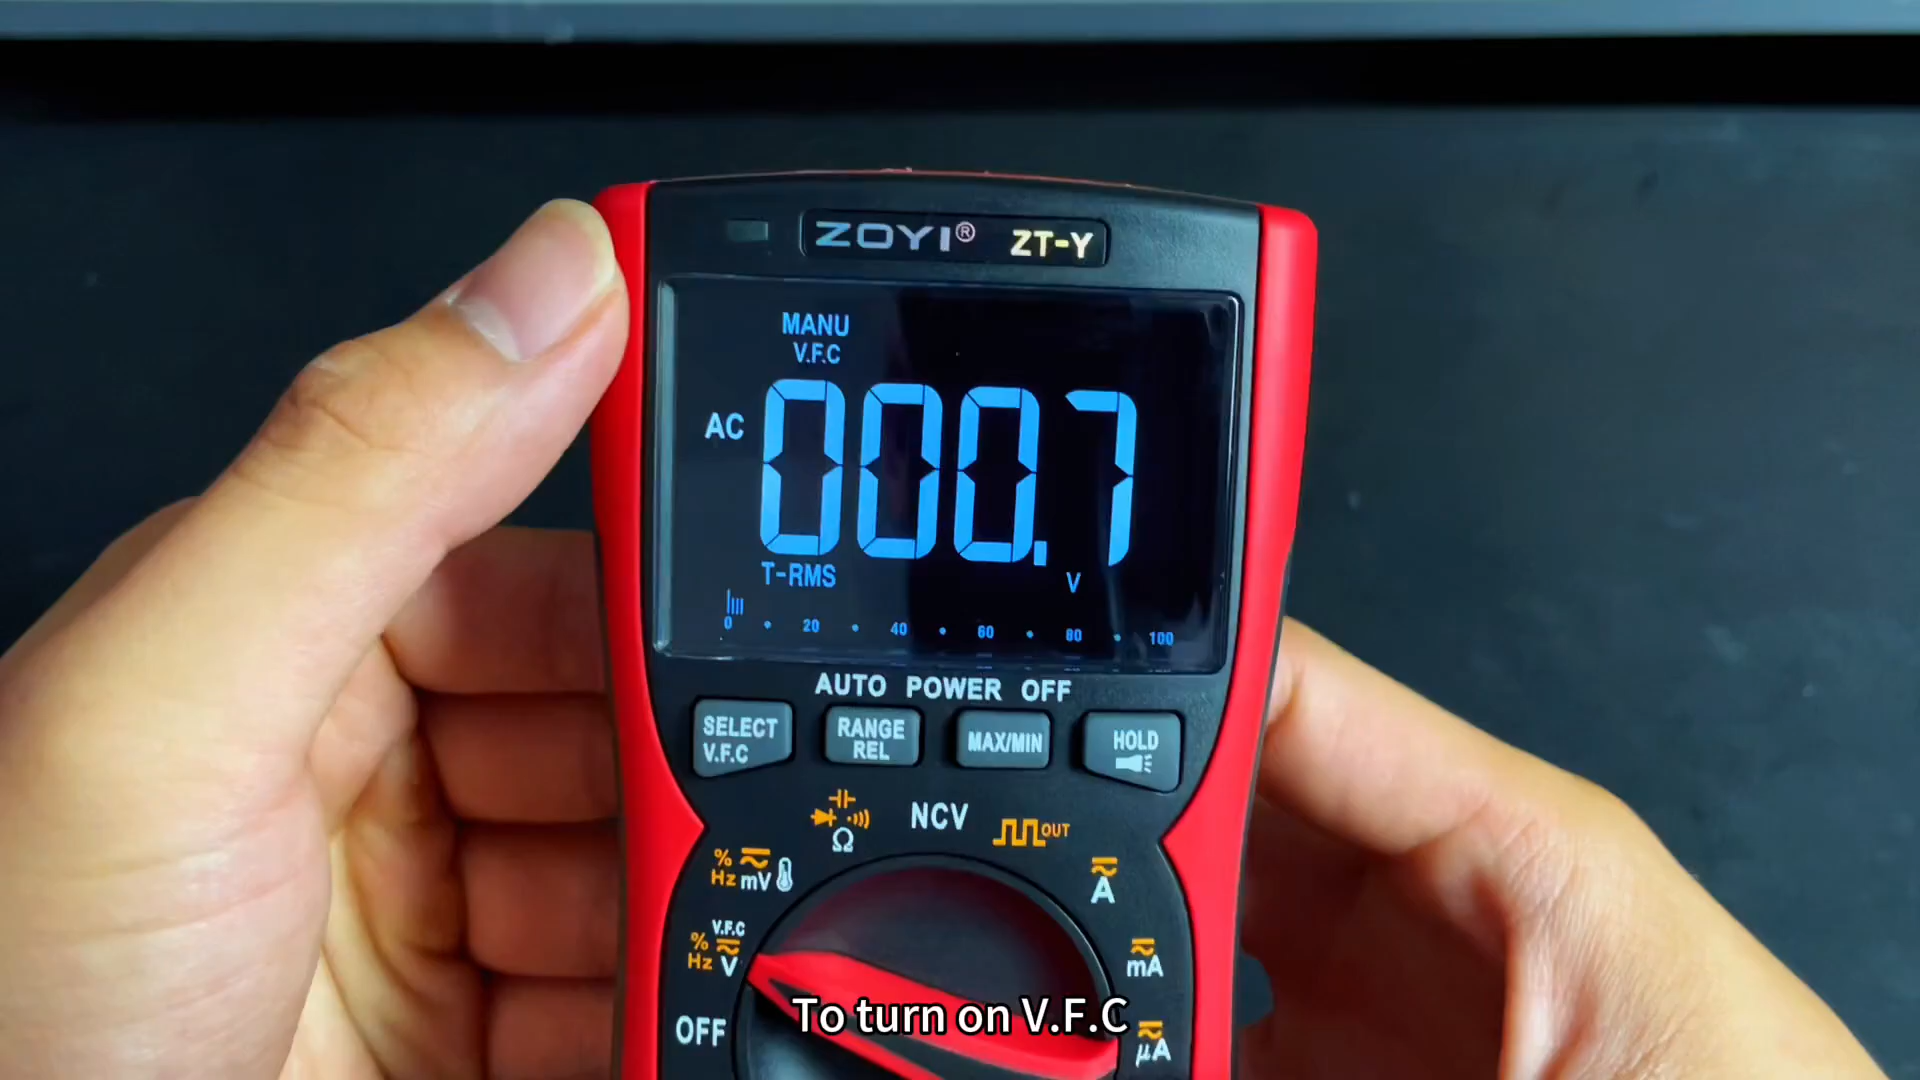 ZOYI® ZT-Y
MANU
V.F.C
AC 000.7
T-RMS V
0 20 40 60 80 100
AUTO POWER OFF
SELECT
V.F.C
RANGE
REL
MAX/MIN
HOLD
Ω
NCV
OUT
%
Hz mV
A
V.F.C
%
Hz V
mA
OFF
μA
To turn on V.F.C